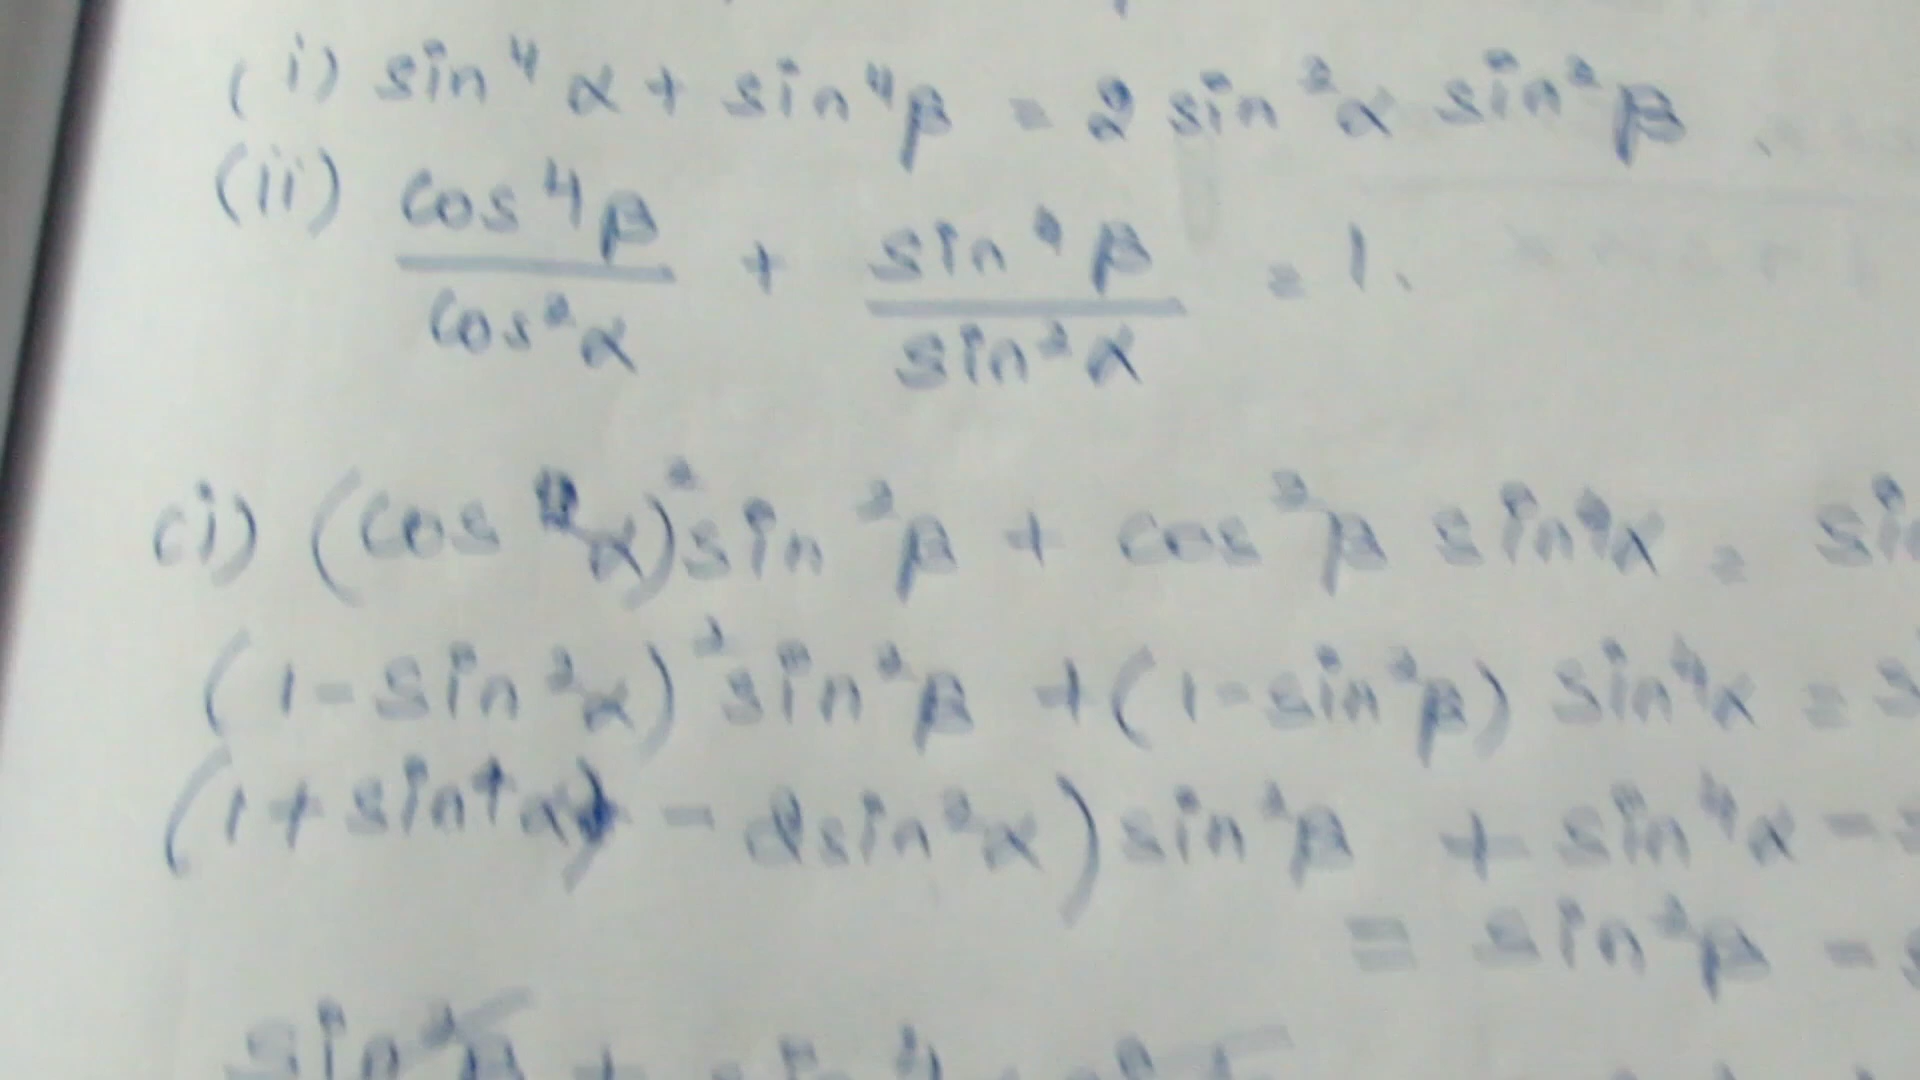 (i) sin⁴α + sin⁴β = 2 sin²α sin²β.
(ii) cos⁴β / cos²α + sin⁴β / sin²α = 1.
(i) (cos²α)² sin²β + cos²β sin⁴α =
(1 - sin²α)² sin²β + (1 - sin²β) sin⁴α =
(1 + sin⁴α - 2sin²α) sin²β + sin⁴α -
= sin²β -
sin²β +